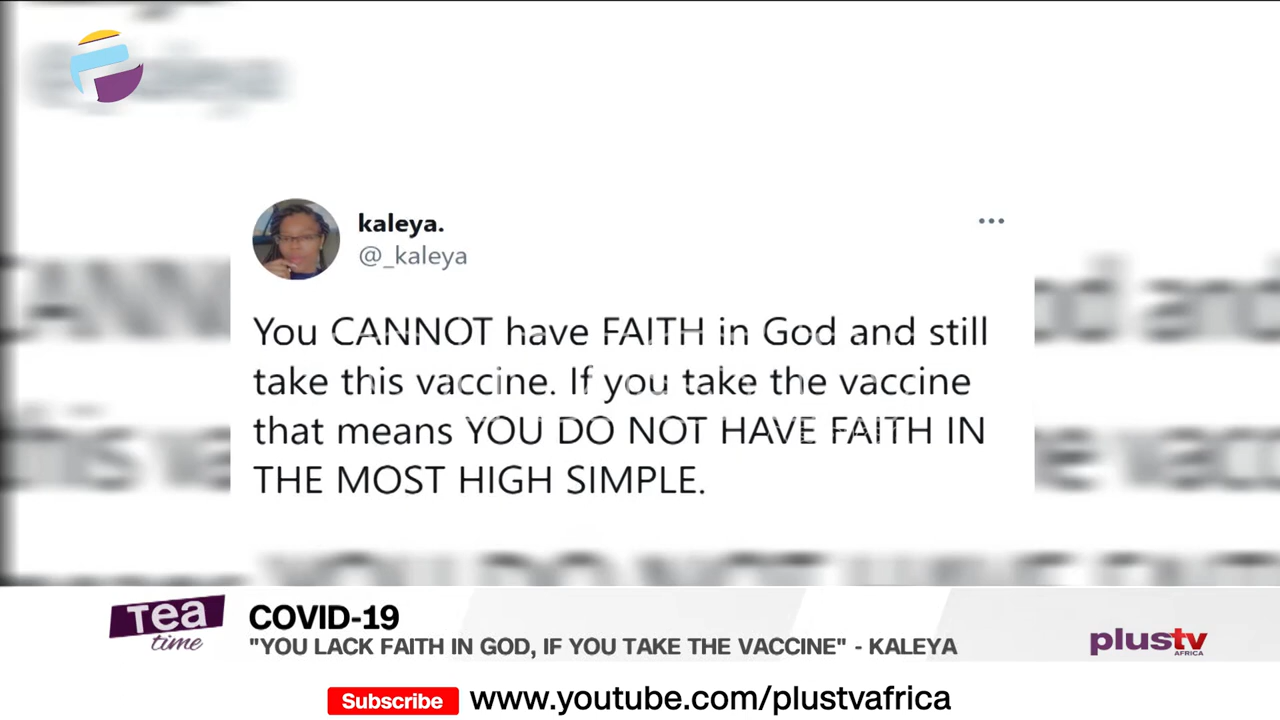 kaleya.
@_kaleya
You CANNOT have FAITH in God and still
take this vaccine. If you take the vaccine
that means YOU DO NOT HAVE FAITH IN
THE MOST HIGH SIMPLE.
Tea
time
COVID-19
"YOU LACK FAITH IN GOD, IF YOU TAKE THE VACCINE" - KALEYA
plustv
AFRICA
Subscribe www.youtube.com/plustvafrica